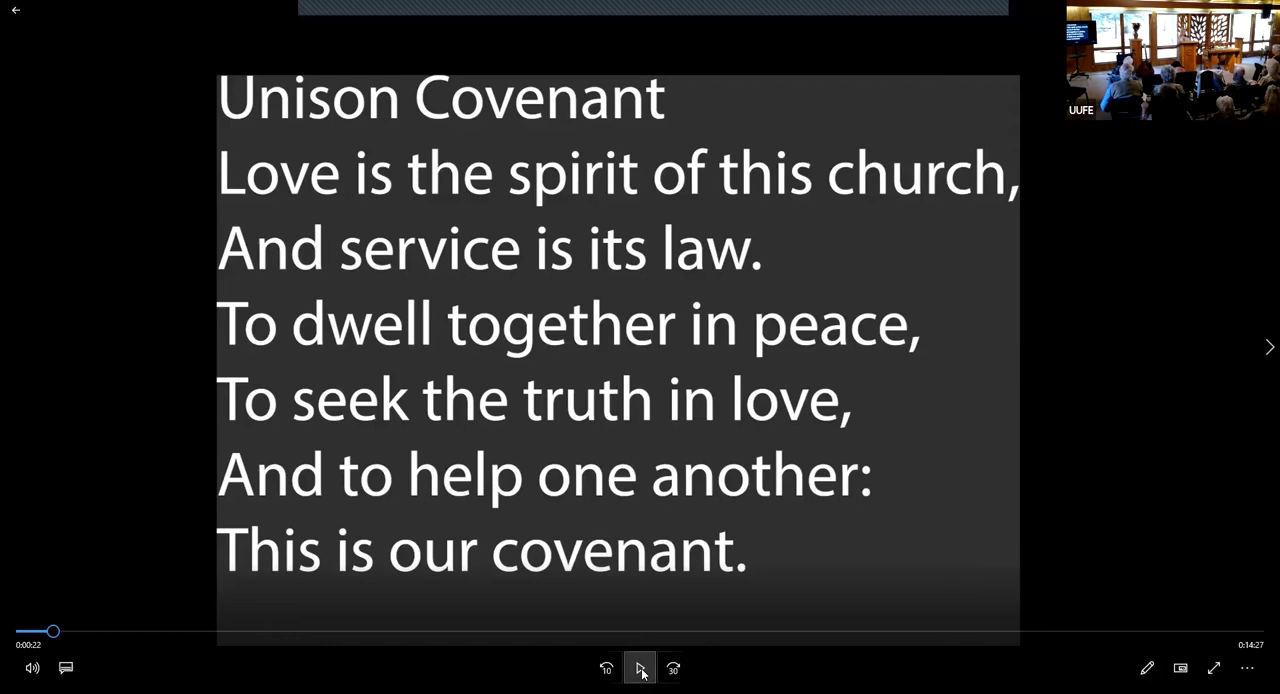 UUFE
Unison Covenant
Love is the spirit of this church,
And service is its law.
To dwell together in peace,
To seek the truth in love,
And to help one another:
This is our covenant.
0:00:22
0:14:27
10
30